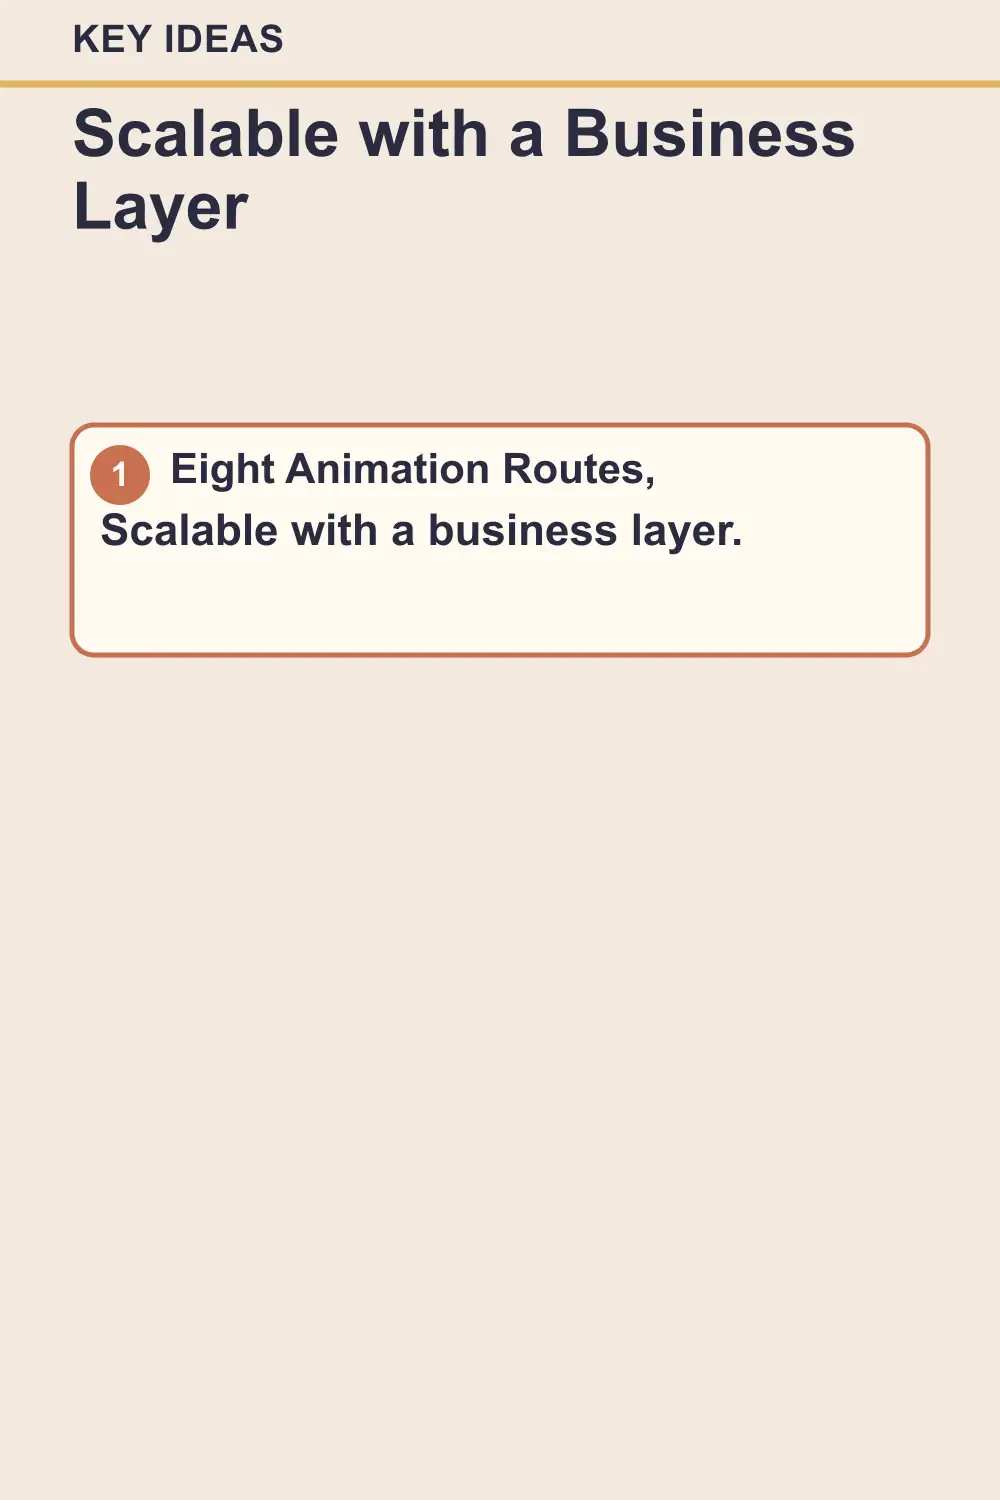 KEY IDEAS
Scalable with a Business
Layer
1 Eight Animation Routes,
Scalable with a business layer.